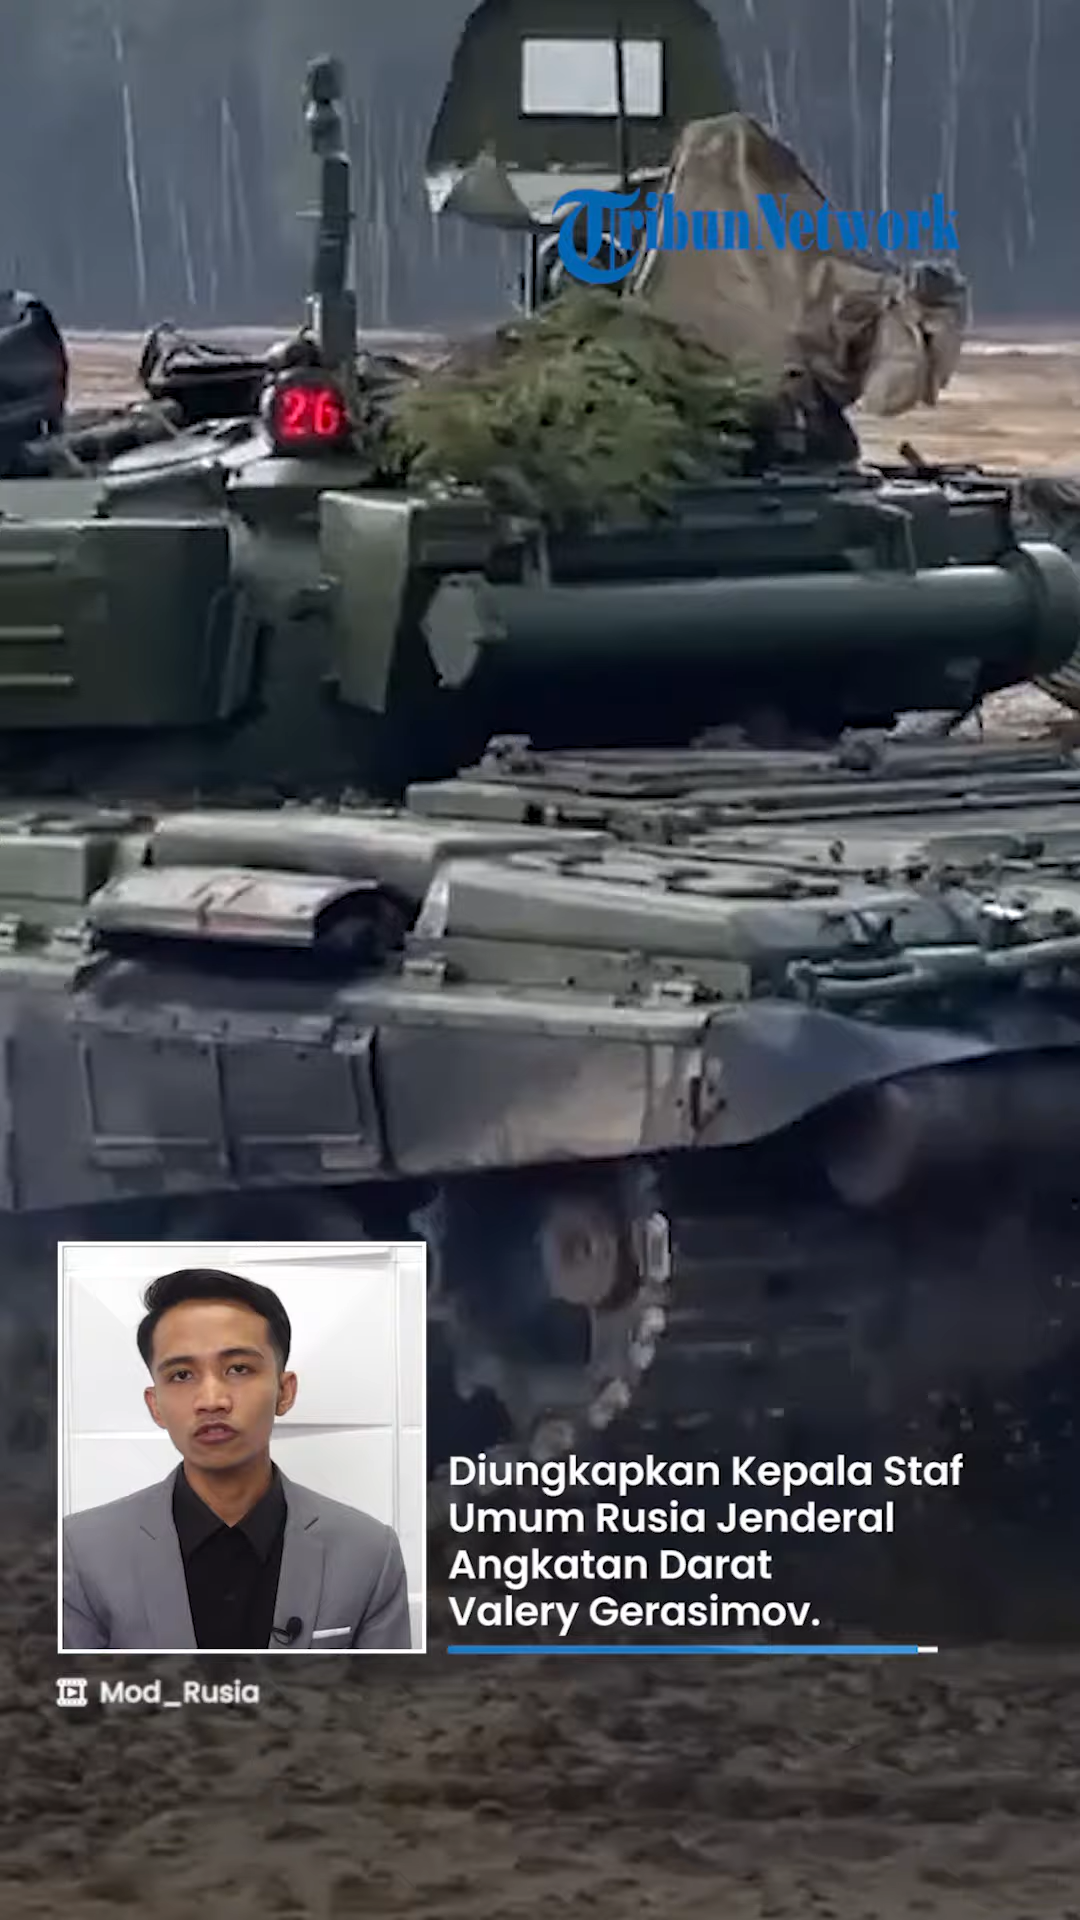 TribunNetwork
26
Diungkapkan Kepala Staf
Umum Rusia Jenderal
Angkatan Darat
Valery Gerasimov.
Mod_Rusia